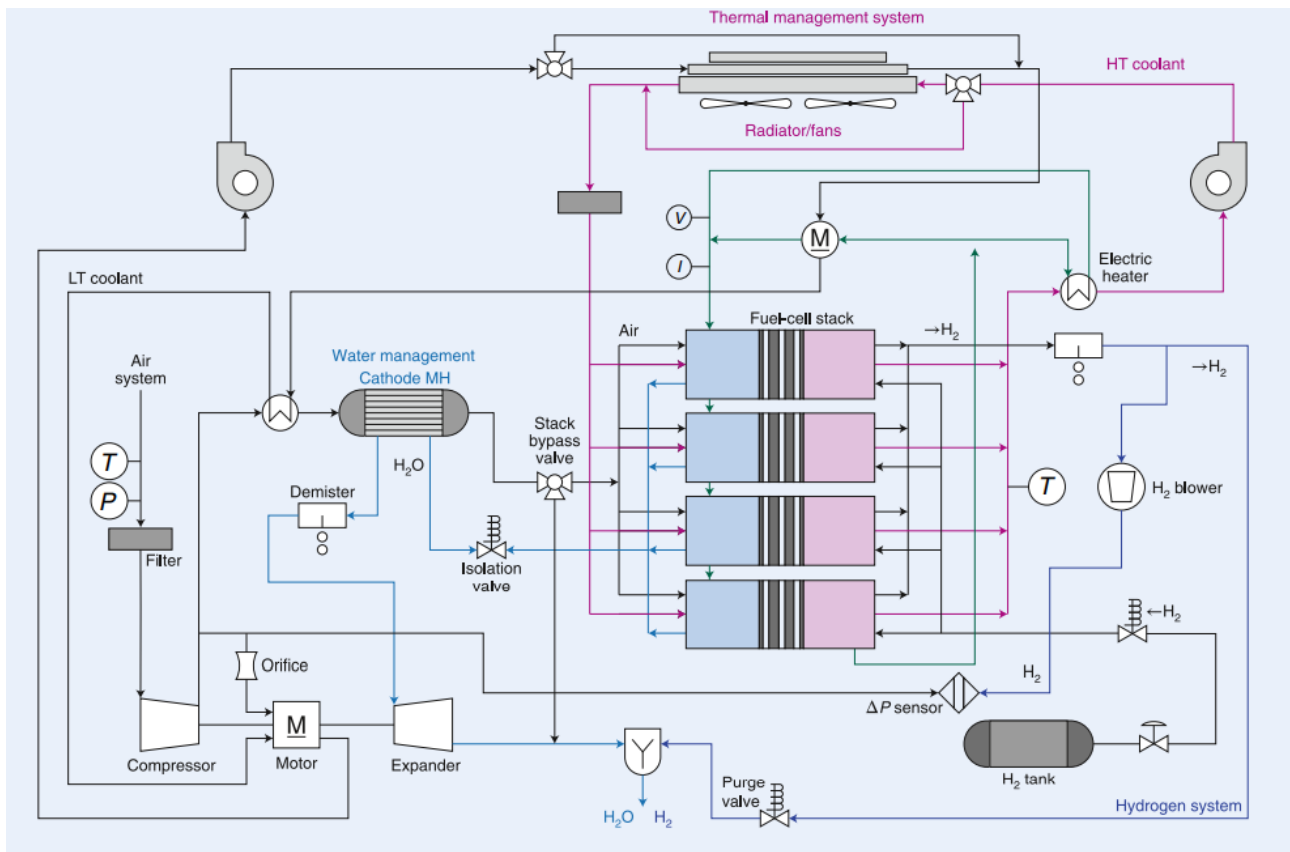 Thermal management system
HT coolant
Radiator/fans
V
M
I
Electric
heater
LT coolant
Air
system
T
P
Filter
Water management
Cathode MH
H₂O
Demister
Isolation
valve
Stack
bypass
valve
Air
Fuel-cell stack
→H₂
→H₂
T
H₂ blower
←H₂
H₂
ΔP sensor
H₂ tank
Orifice
Compressor
M
Motor
Expander
Y
H₂O H₂
Purge
valve
Hydrogen system